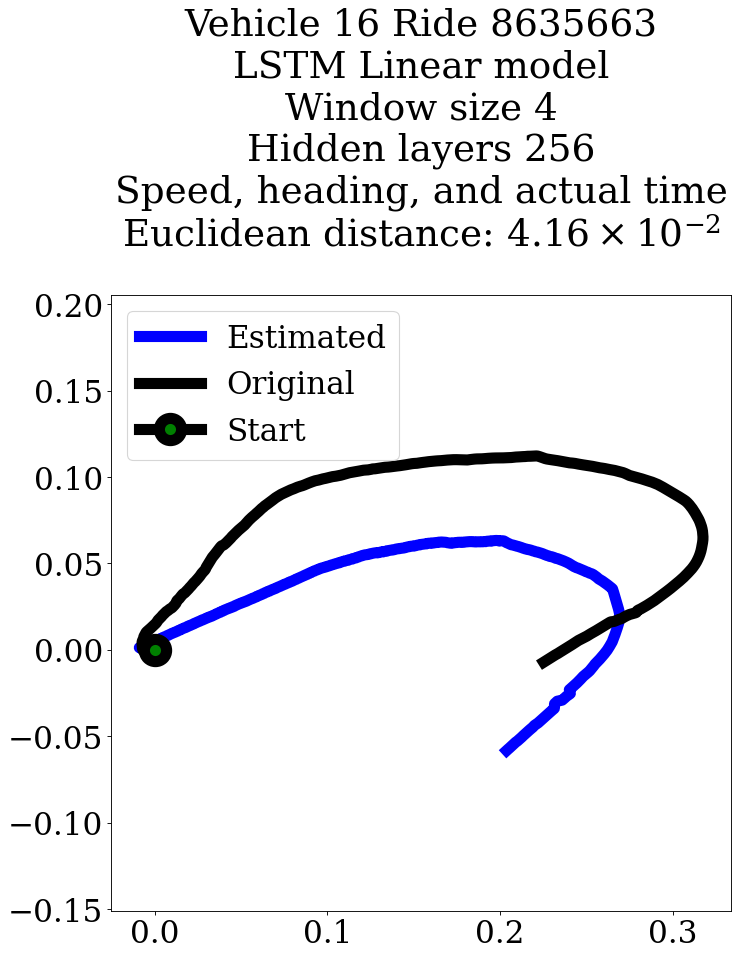 Vehicle 16 Ride 8635663
LSTM Linear model
Window size 4
Hidden layers 256
Speed, heading, and actual time
Euclidean distance: 4.16 × 10⁻²
0.20
0.15
0.10
0.05
0.00
−0.05
−0.10
−0.15
Estimated
Original
Start
0.0 0.1 0.2 0.3